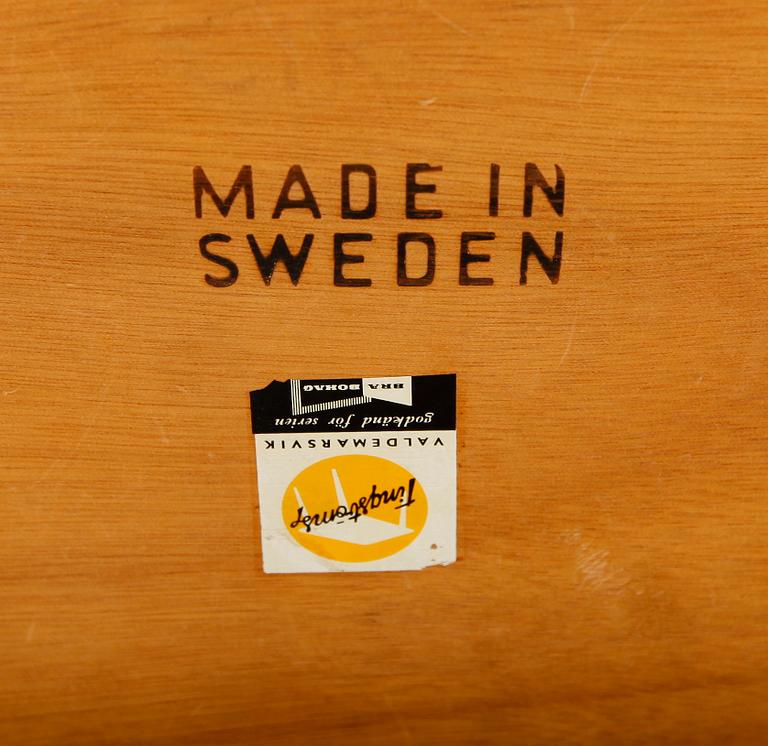 MADE IN
SWEDEN
Tingströms
VALDEMARSVIK
godkänd för serien
BRA BOHAG